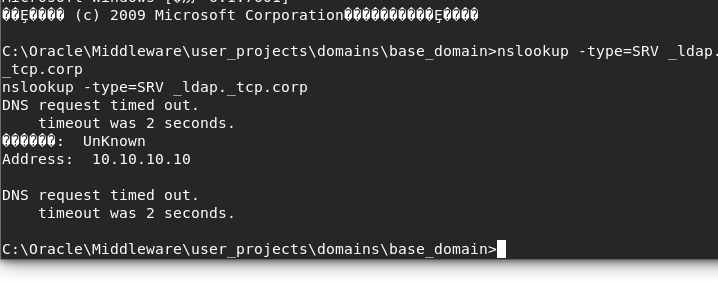 (c) 2009 Microsoft Corporation
C:\Oracle\Middleware\user_projects\domains\base_domain>nslookup -type=SRV _ldap.
_tcp.corp
nslookup -type=SRV _ldap._tcp.corp
DNS request timed out.
timeout was 2 seconds.
������:  UnKnown
Address:  10.10.10.10
DNS request timed out.
timeout was 2 seconds.
C:\Oracle\Middleware\user_projects\domains\base_domain>